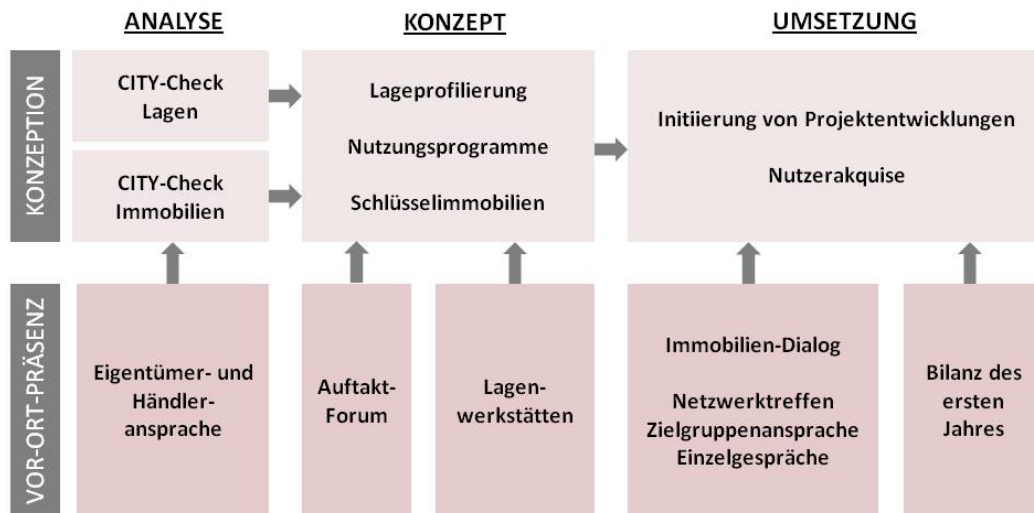 ANALYSE
KONZEPT
UMSETZUNG
KONZEPTION
CITY-Check
Lagen
CITY-Check
Immobilien
Lageprofilierung
Nutzungsprogramme
Schlüsselimmobilien
Initiierung von Projektentwicklungen
Nutzerakquise
VOR-ORT-PRÄSENZ
Eigentümer- und
Händler-
ansprache
Auftakt-
Forum
Lagen-
werkstätten
Immobilien-Dialog
Netzwerktreffen
Zielgruppenansprache
Einzelgespräche
Bilanz des
ersten
Jahres